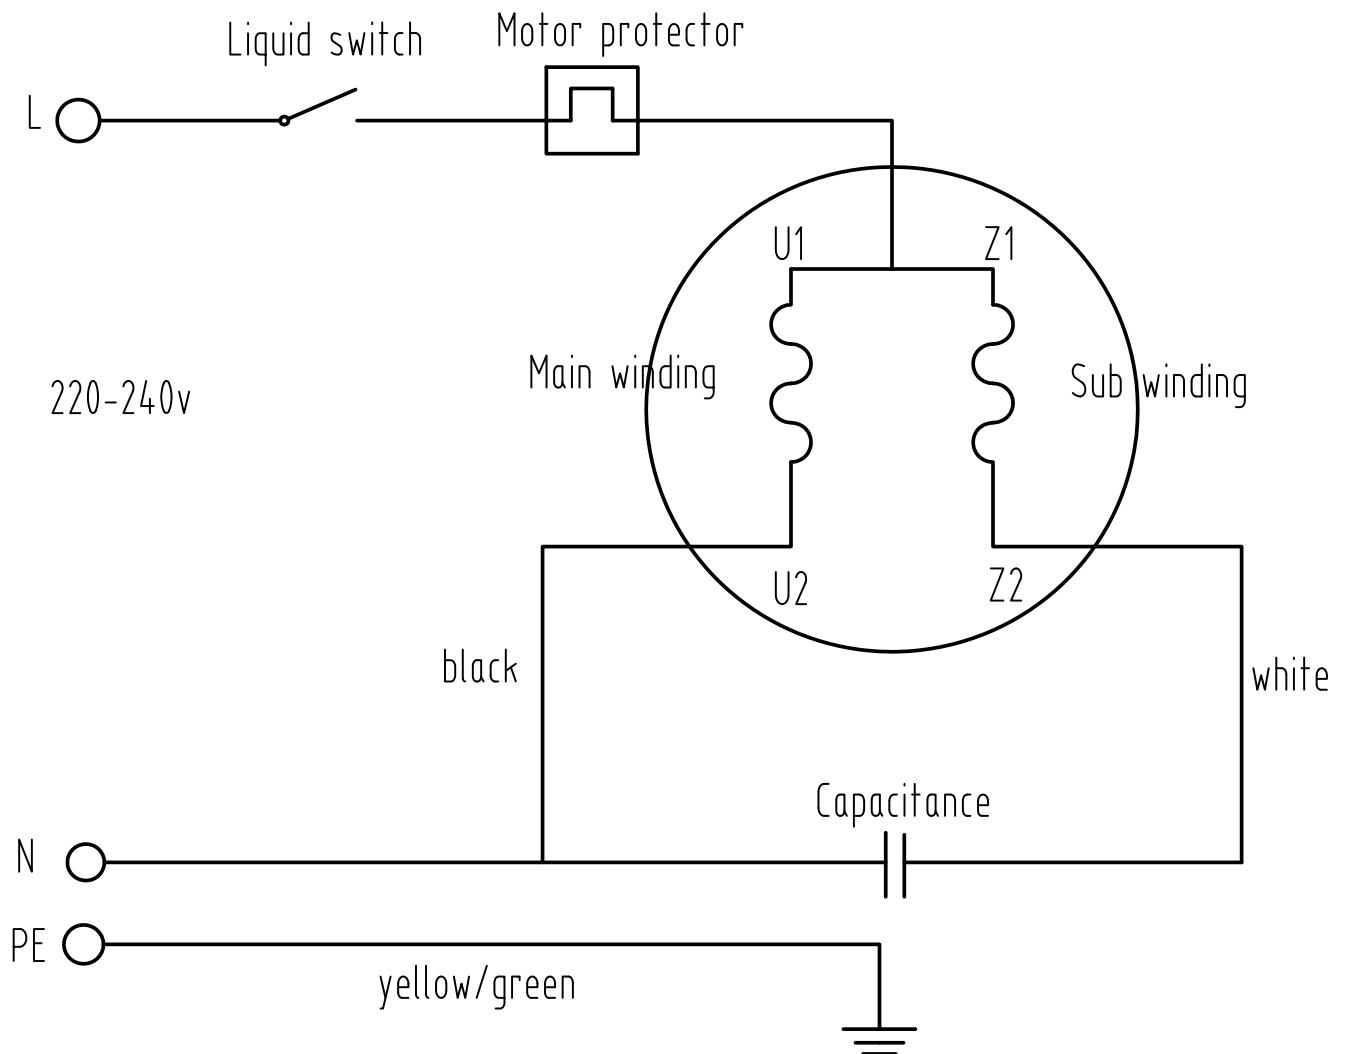 Liquid switch
Motor protector
L
U1
Z1
Main winding
Sub winding
220-240v
U2
Z2
black
white
Capacitance
N
PE
yellow/green